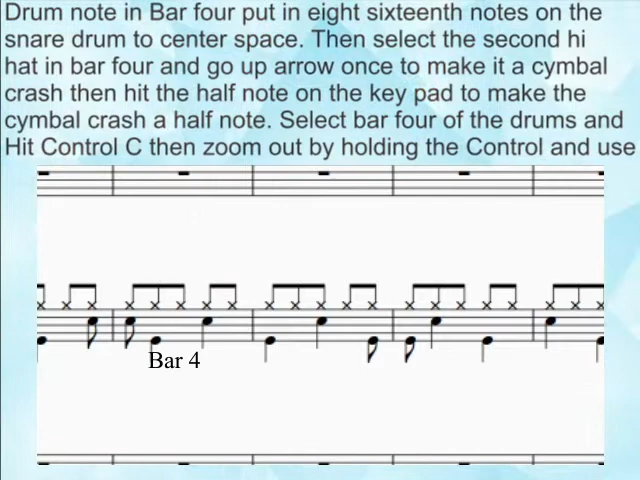 Drum note in Bar four put in eight sixteenth notes on the
snare drum to center space. Then select the second hi
hat in bar four and go up arrow once to make it a cymbal
crash then hit the half note on the key pad to make the
cymbal crash a half note. Select bar four of the drums and
Hit Control C then zoom out by holding the Control and use
Bar 4